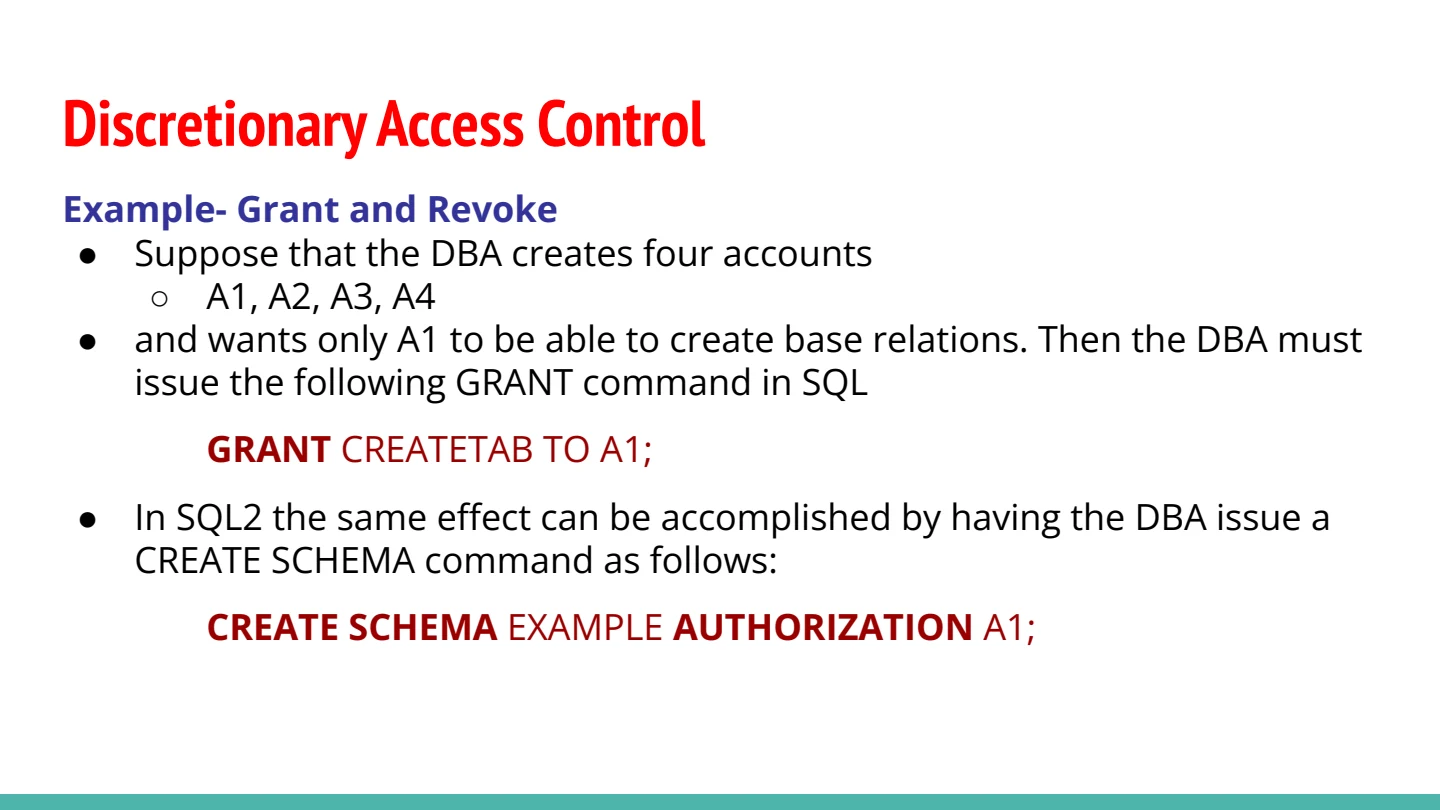 Discretionary Access Control
Example- Grant and Revoke
● Suppose that the DBA creates four accounts
○ A1, A2, A3, A4
● and wants only A1 to be able to create base relations. Then the DBA must
issue the following GRANT command in SQL
GRANT CREATETAB TO A1;
● In SQL2 the same effect can be accomplished by having the DBA issue a
CREATE SCHEMA command as follows:
CREATE SCHEMA EXAMPLE AUTHORIZATION A1;